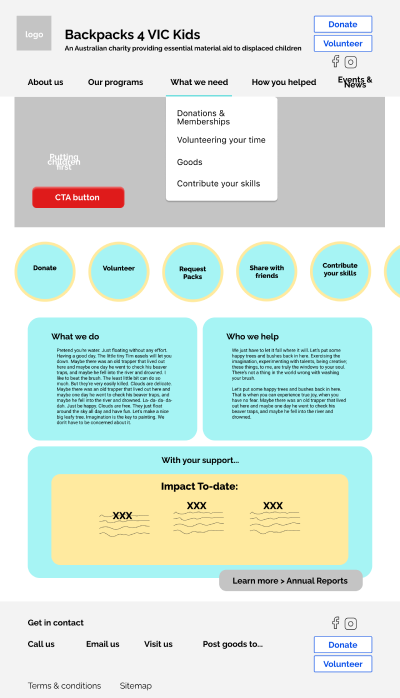 logo
Backpacks 4 VIC Kids
An Australian charity providing essential material aid to displaced children
Donate
Volunteer
About us
Our programs
What we need
How you helped
Events &
News
Donations &
Memberships
Volunteering your time
Goods
Contribute your skills
Putting
children
first
CTA button
Donate
Volunteer
Request
Packs
Share with
friends
Contribute
your skills
What we do
Pretend you're water. Just floating without any effort.
Having a good day. The little tiny Tim easels will let you
down. Maybe there was an old trapper that lived out
here and maybe one day he went to check his beaver
traps, and maybe he fell into the river and drowned. I
like to beat the brush. The least little bit can do so
much. But they're very easily killed. Clouds are delicate.
Maybe there was an old trapper that lived out here and
maybe one day he went to check his beaver traps, and
maybe he fell into the river and drowned. La- da- da- da-
dah. Just be happy. Clouds are free. They just float
around the sky all day and have fun. Let's make a nice
big leafy tree. Imagination is the key to painting. We
don't have to be concerned about it.
Who we help
We just have to let it fall where it will. Let's put some
happy trees and bushes back in here. Exercising the
imagination, experimenting with talents, being creative;
these things, to me, are truly the windows to your soul.
There's not a thing in the world wrong with washing
your brush.
Let's put some happy trees and bushes back in here.
That is when you can experience true joy, when you
have no fear. Maybe there was an old trapper that lived
out here and maybe one day he went to check his
beaver traps, and maybe he fell into the river and
drowned.
With your support...
Impact To-date:
XXX
XXX
XXX
Learn more > Annual Reports
Get in contact
Call us
Email us
Visit us
Post goods to...
Donate
Volunteer
Terms & conditions
Sitemap